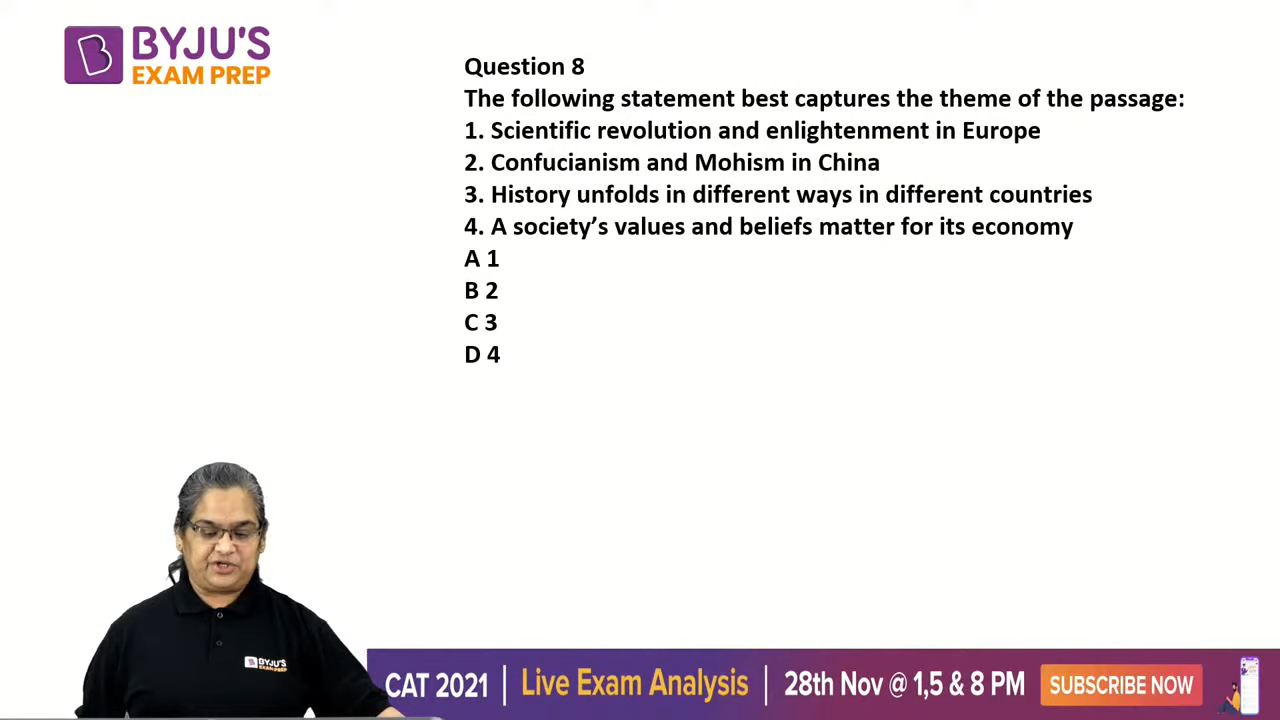 BYJU'S
EXAM PREP
Question 8
The following statement best captures the theme of the passage:
1. Scientific revolution and enlightenment in Europe
2. Confucianism and Mohism in China
3. History unfolds in different ways in different countries
4. A society’s values and beliefs matter for its economy
A 1
B 2
C 3
D 4
BYJU'S
EXAM PREP
CAT 2021 | Live Exam Analysis | 28th Nov @ 1,5 & 8 PM SUBSCRIBE NOW